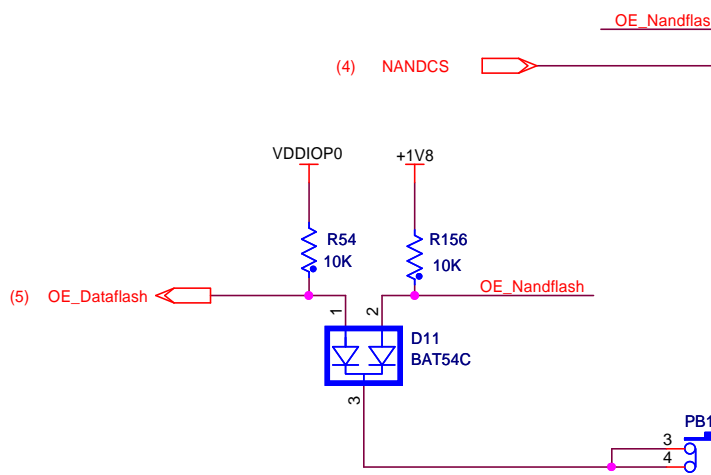 OE_Nandflas
(4) NANDCS
VDDIOP0
+1V8
R54
10K
R156
10K
(5) OE_Dataflash
OE_Nandflash
1
2
D11
BAT54C
3
PB1
3
4